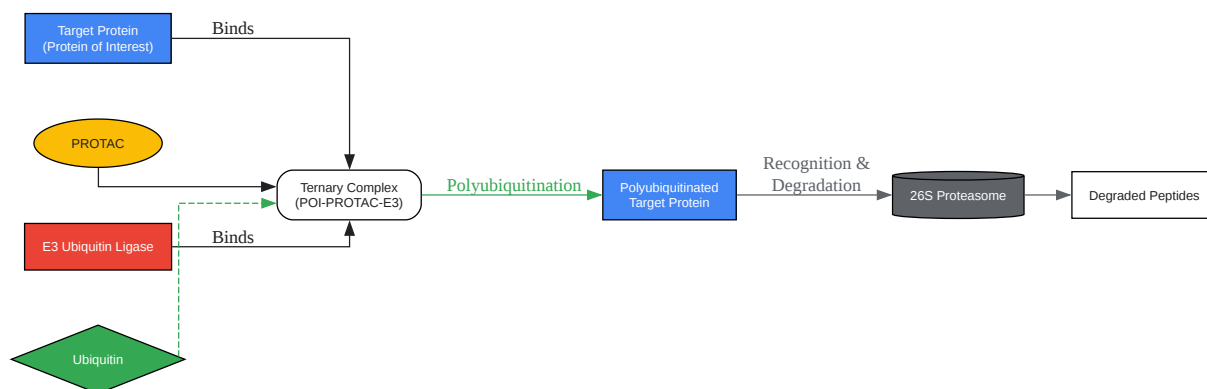 Target Protein
(Protein of Interest)
Binds
PROTAC
Ternary Complex
(POI-PROTAC-E3)
Polyubiquitination
Polyubiquitinated
Target Protein
Recognition &
Degradation
26S Proteasome
Degraded Peptides
E3 Ubiquitin Ligase
Binds
Ubiquitin